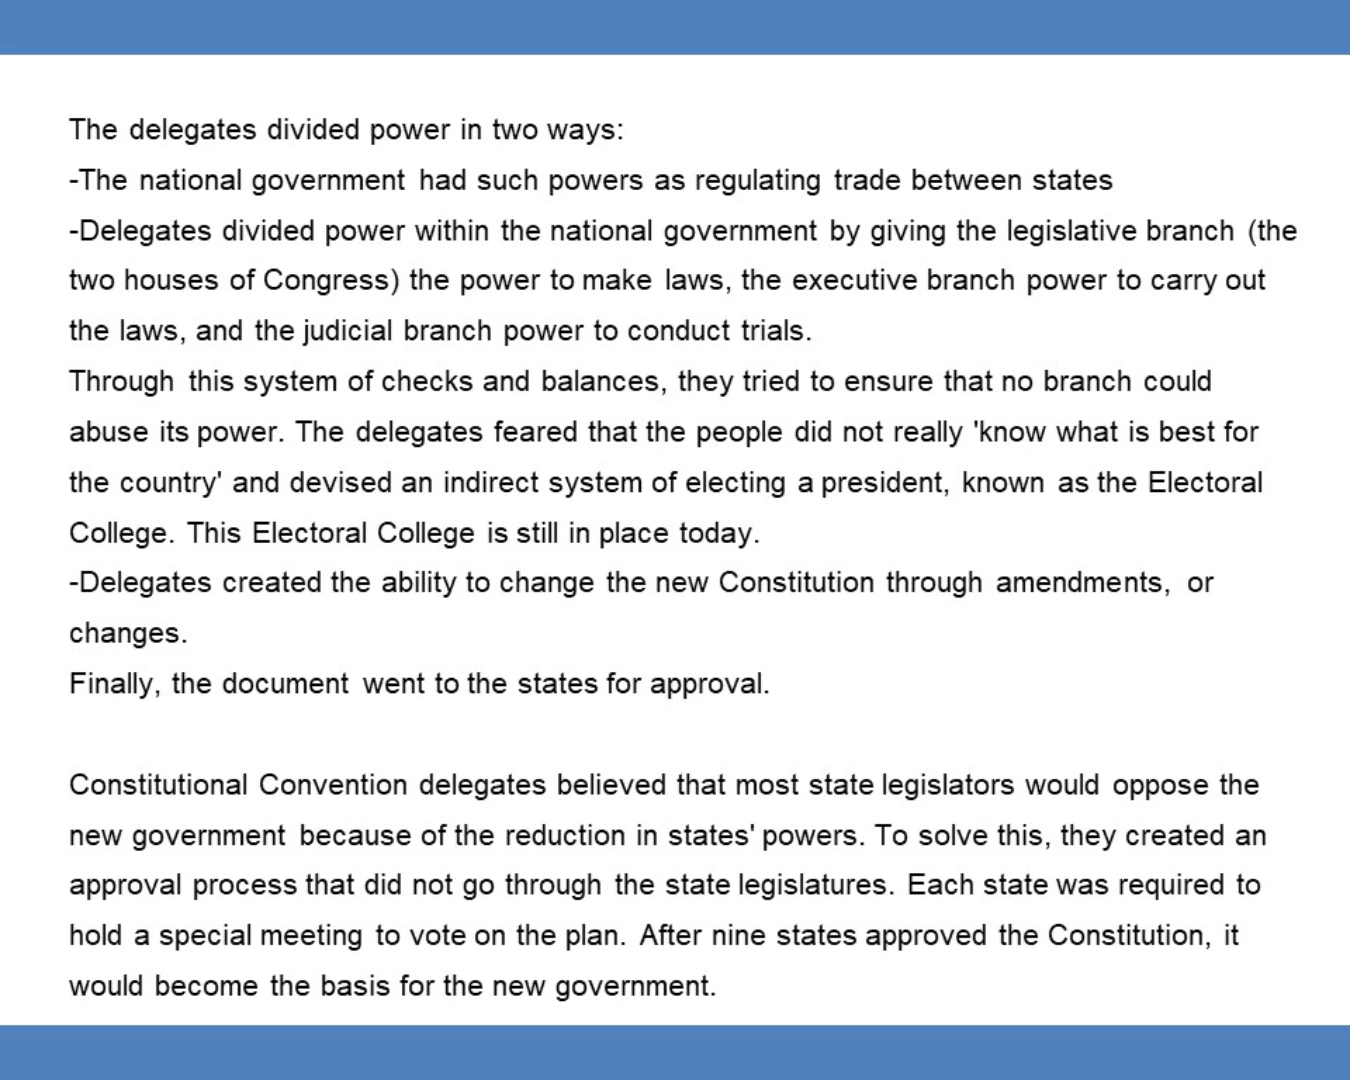 The delegates divided power in two ways:
-The national government had such powers as regulating trade between states
-Delegates divided power within the national government by giving the legislative branch (the
two houses of Congress) the power to make laws, the executive branch power to carry out
the laws, and the judicial branch power to conduct trials.
Through this system of checks and balances, they tried to ensure that no branch could
abuse its power. The delegates feared that the people did not really 'know what is best for
the country' and devised an indirect system of electing a president, known as the Electoral
College. This Electoral College is still in place today.
-Delegates created the ability to change the new Constitution through amendments, or
changes.
Finally, the document went to the states for approval.
Constitutional Convention delegates believed that most state legislators would oppose the
new government because of the reduction in states' powers. To solve this, they created an
approval process that did not go through the state legislatures. Each state was required to
hold a special meeting to vote on the plan. After nine states approved the Constitution, it
would become the basis for the new government.